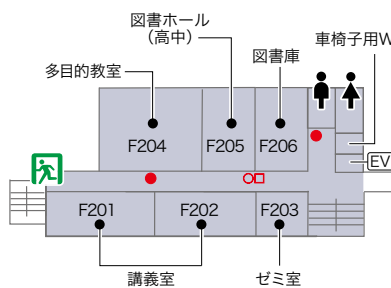 図書ホール
（高中）
車椅子用W
図書庫
多目的教室
F204
F205
F206
EV
F201
F202
F203
講義室
ゼミ室